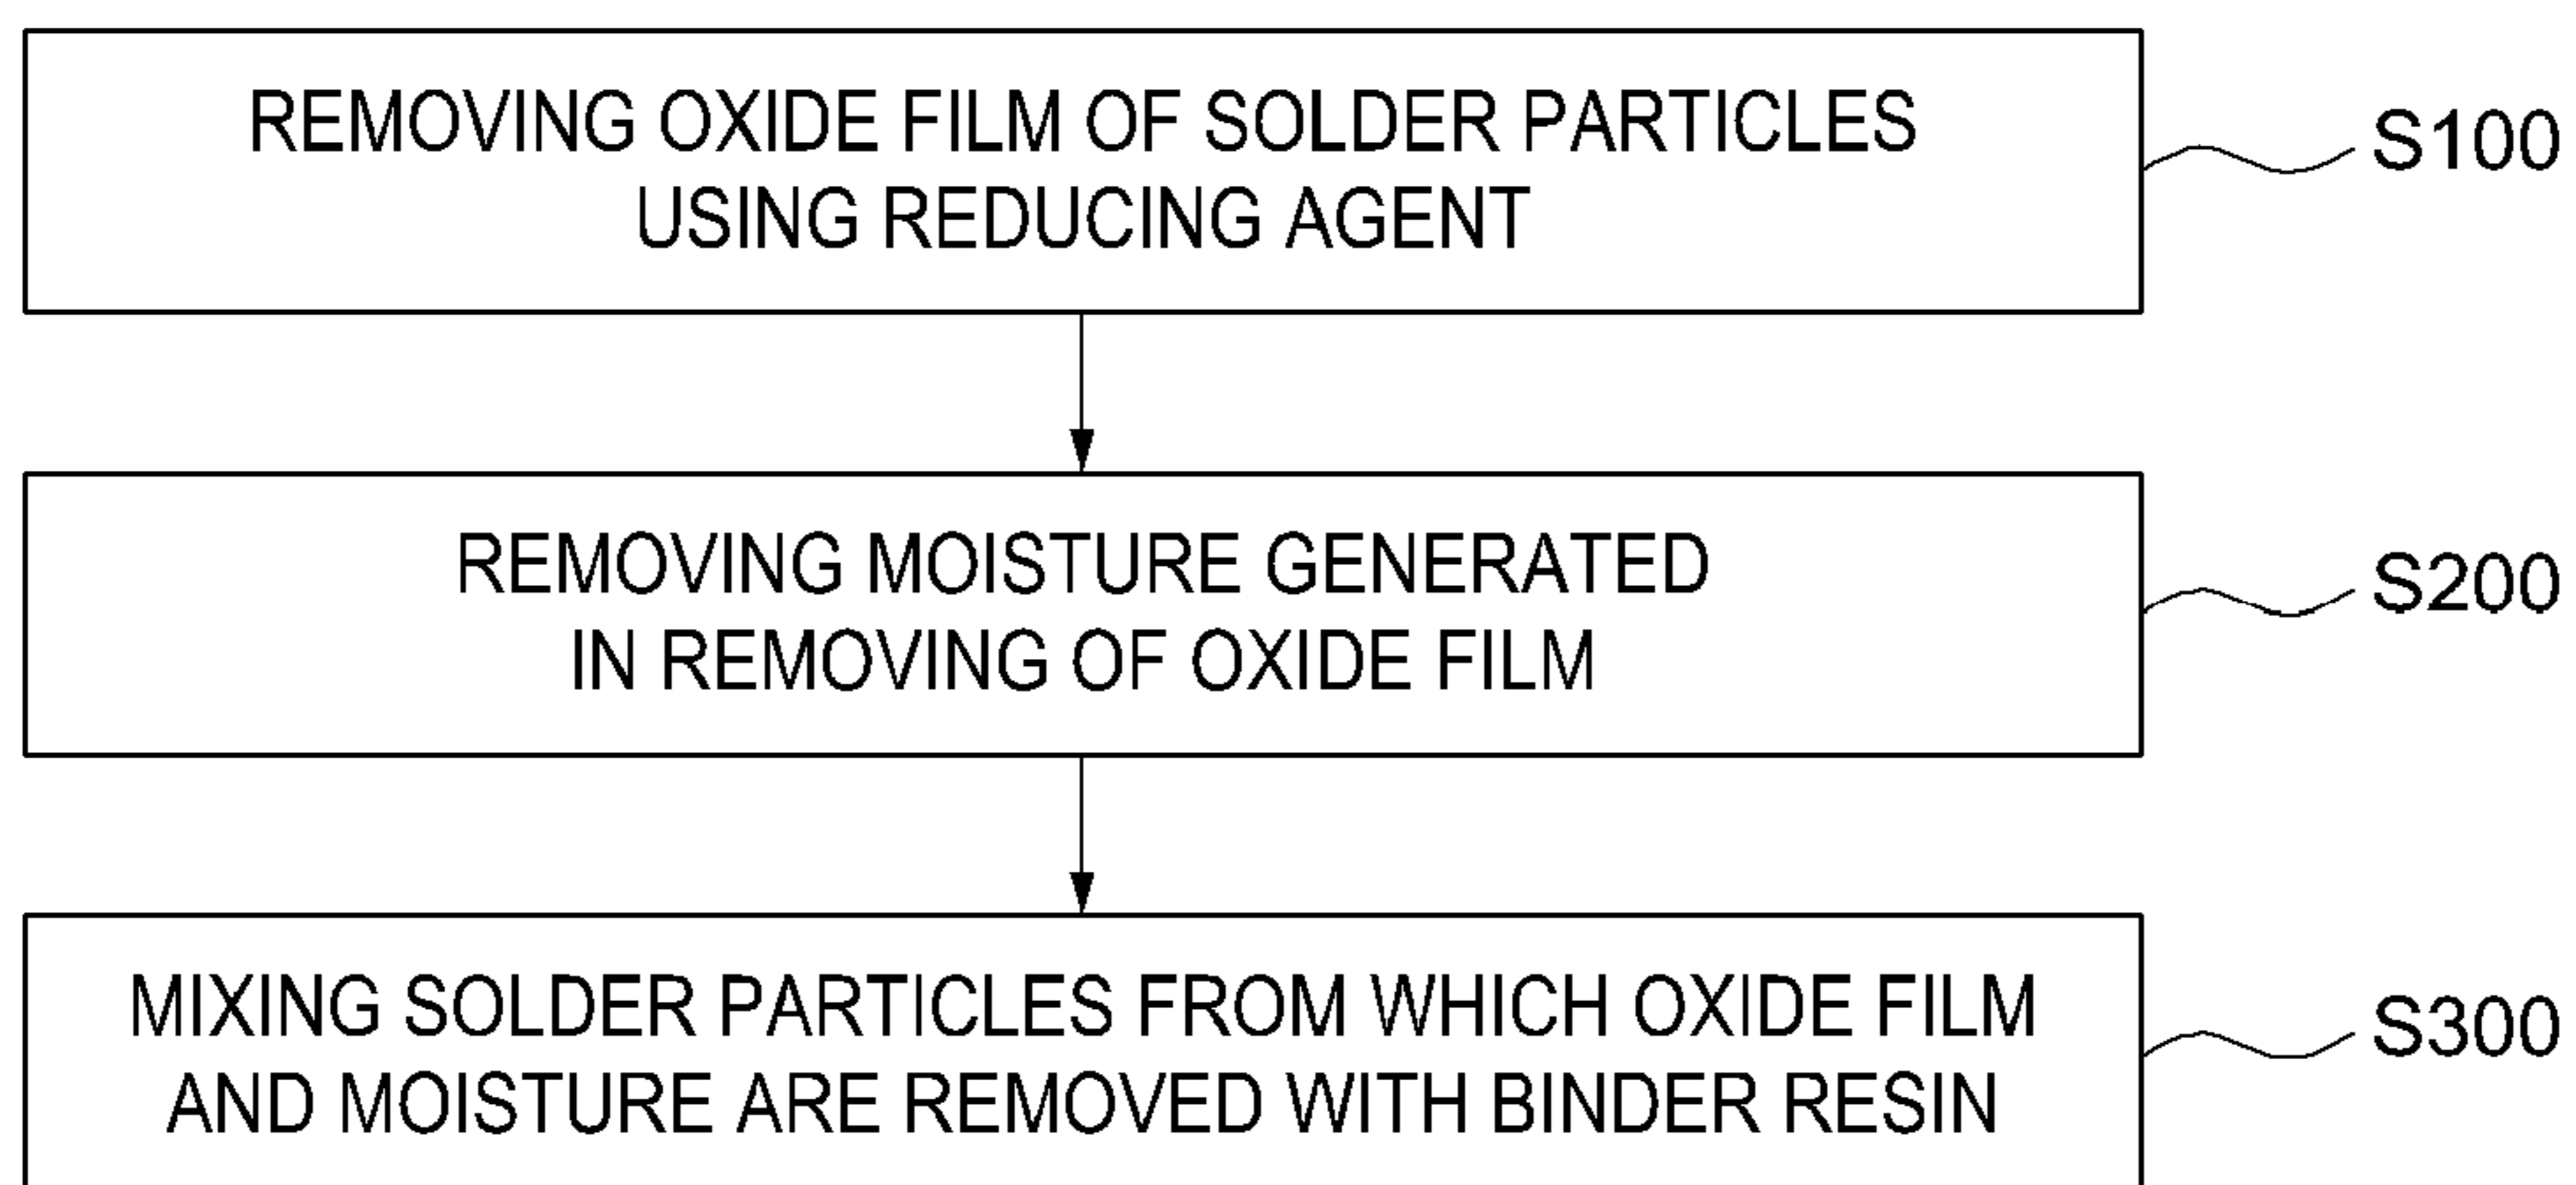 REMOVING OXIDE FILM OF SOLDER PARTICLES
USING REDUCING AGENT
S100
REMOVING MOISTURE GENERATED
IN REMOVING OF OXIDE FILM
S200
MIXING SOLDER PARTICLES FROM WHICH OXIDE FILM
AND MOISTURE ARE REMOVED WITH BINDER RESIN
S300